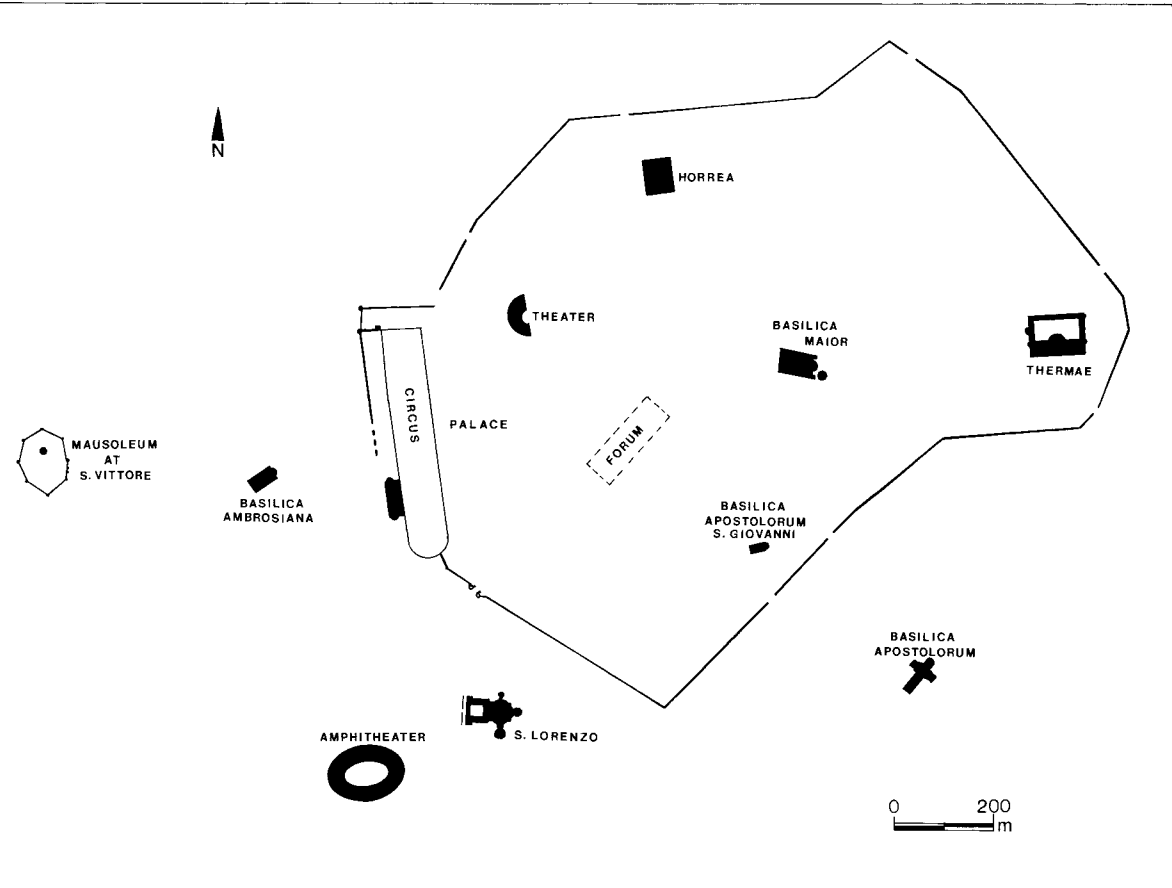 N
HORREA
THEATER
BASILICA
MAIOR
THERMAE
CIRCUS
PALACE
FORUM
MAUSOLEUM
AT
S. VITTORE
BASILICA
AMBROSIANA
BASILICA
APOSTOLORUM
S. GIOVANNI
BASILICA
APOSTOLORUM
S. LORENZO
AMPHITHEATER
0 200
m